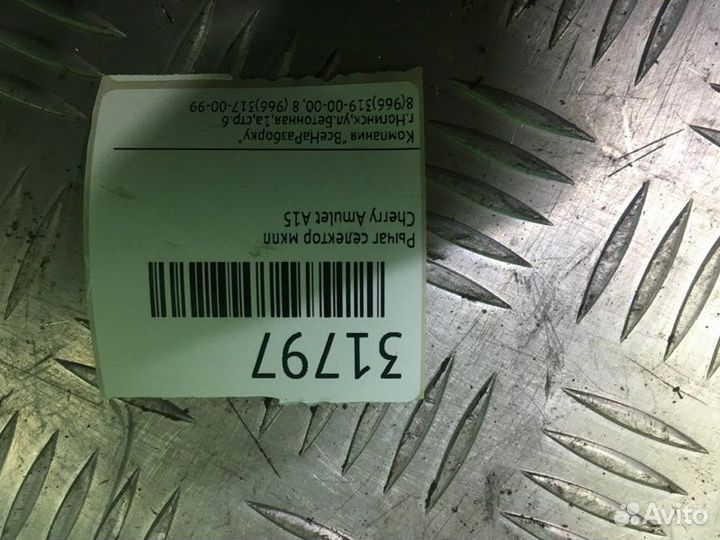 31797
Рычаг селектор мкпп
Cherry Amulet A15
Компания "ВсеНаРазборку"
г.Ногинск,ул.Бетонная,1а,стр.6
8(966)319-00-00, 8 (966)317-00-99
Avito